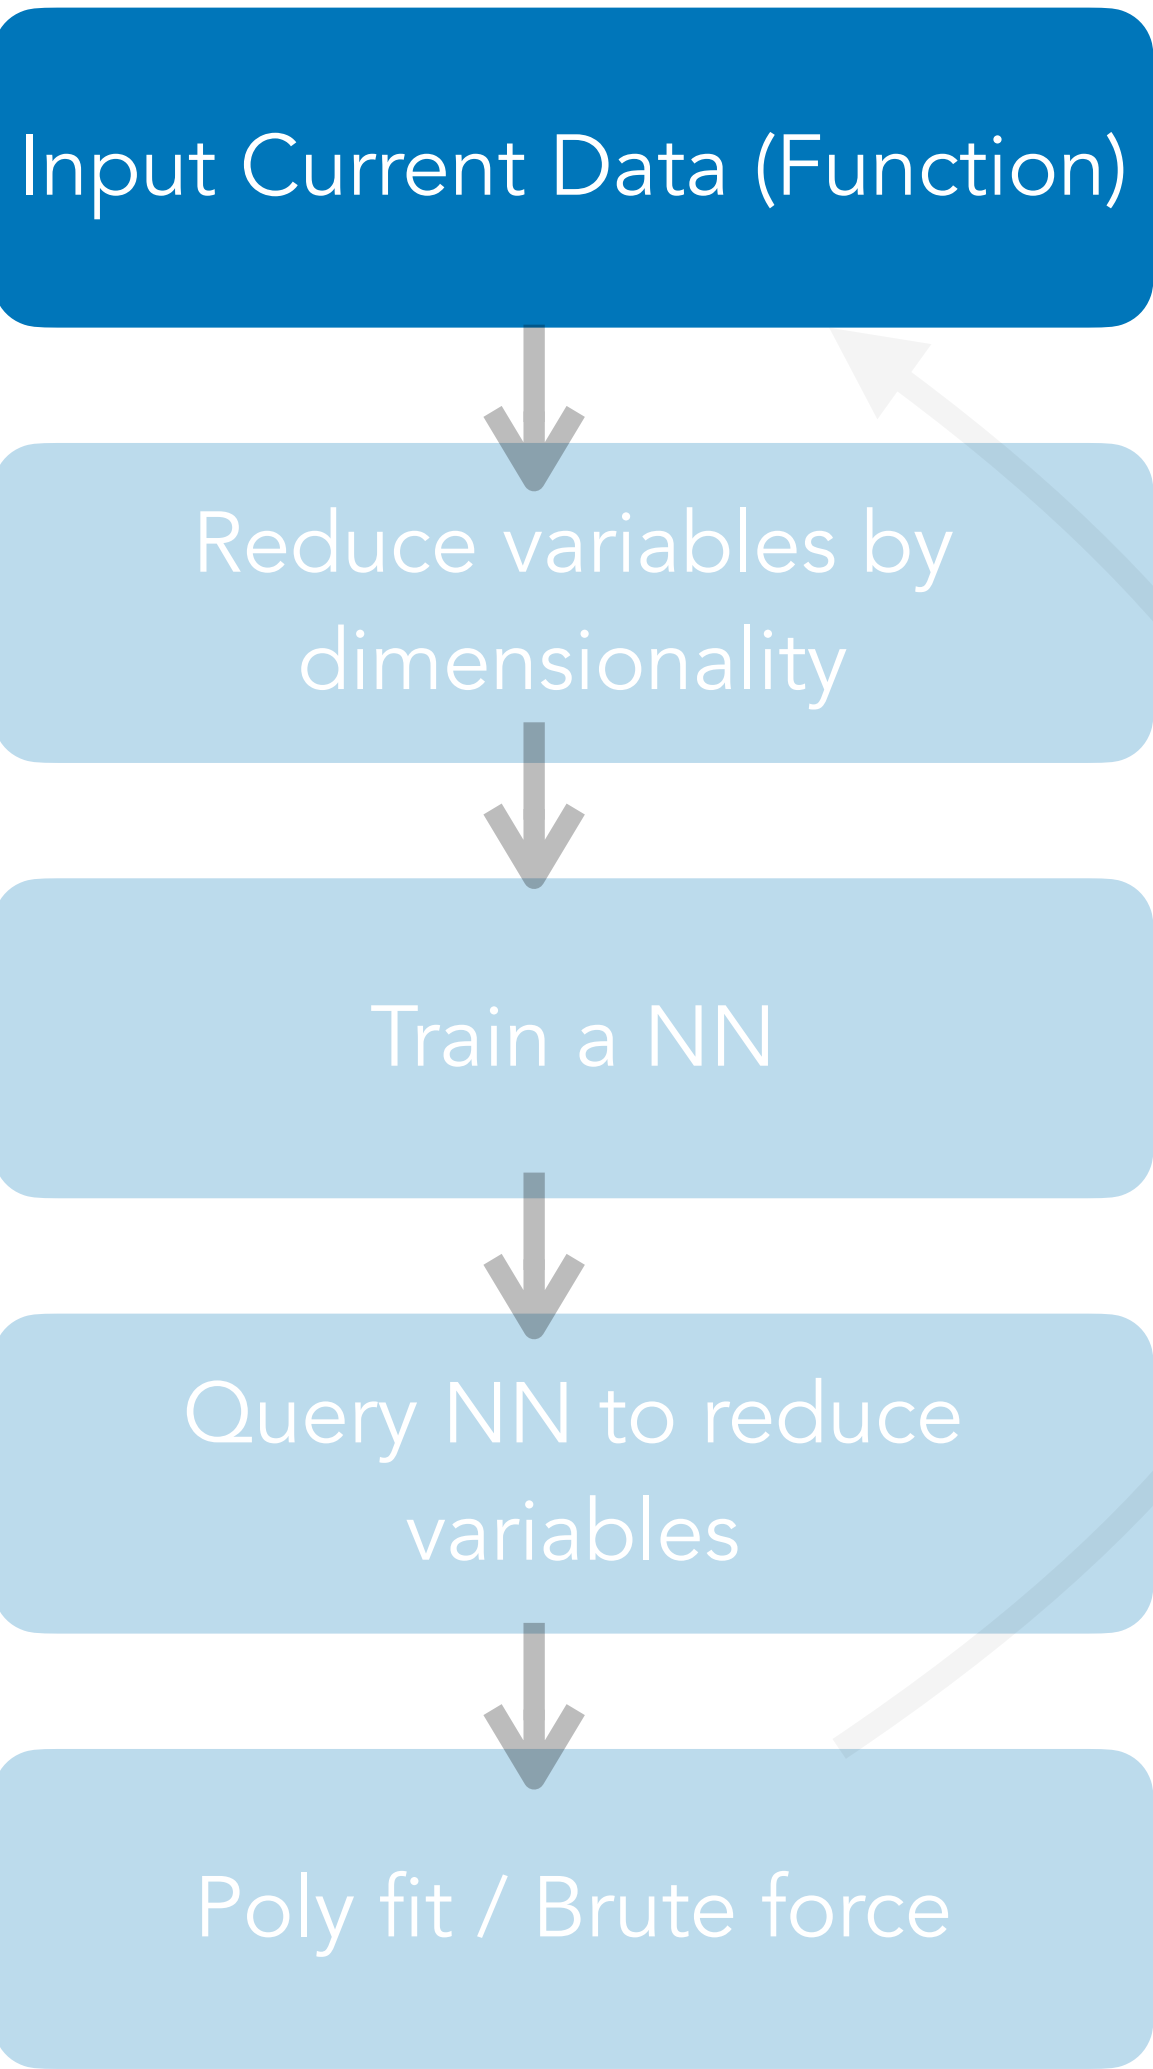 Input Current Data (Function)
Reduce variables by
dimensionality
Train a NN
Query NN to reduce
variables
Poly fit / Brute force